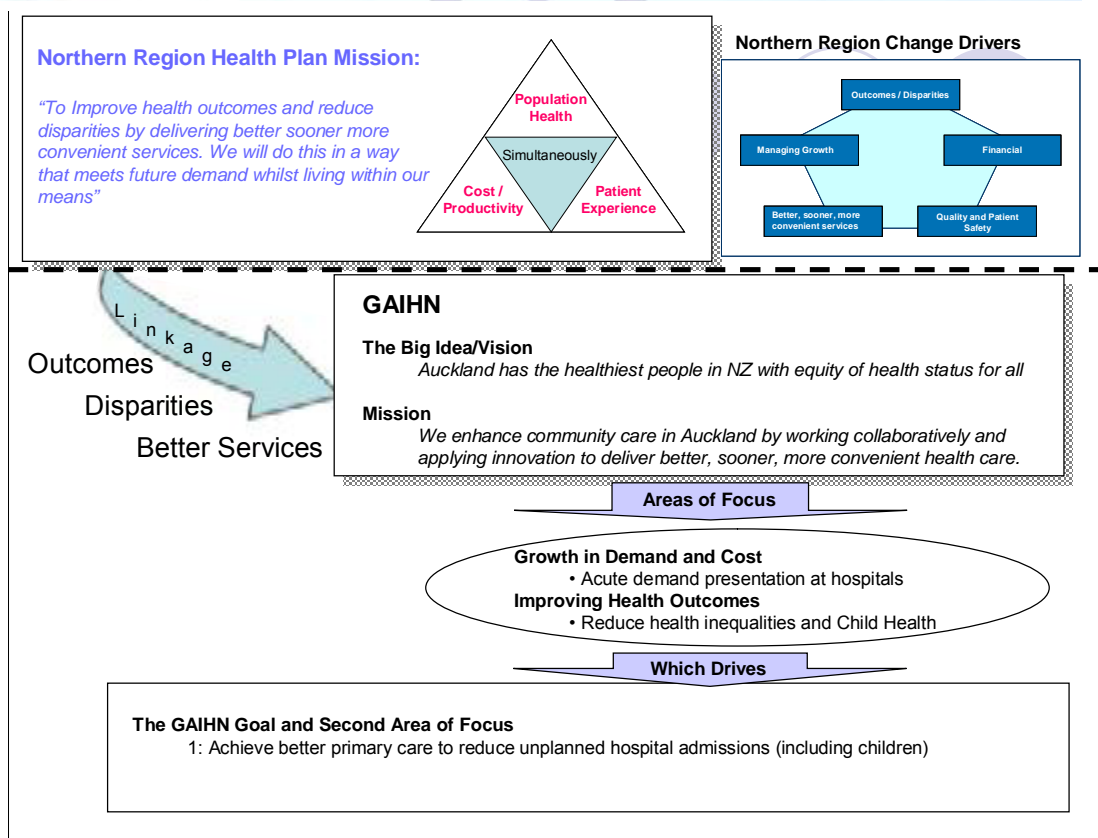 Northern Region Health Plan Mission:
“To Improve health outcomes and reduce
disparities by delivering better sooner more
convenient services. We will do this in a way
that meets future demand whilst living within our
means”
Population
Health
Simultaneously
Cost /
Productivity
Patient
Experience
Northern Region Change Drivers
Outcomes / Disparities
Managing Growth
Financial
Better, sooner, more
convenient services
Quality and Patient
Safety
Linkage
Outcomes
Disparities
Better Services
GAIHN
The Big Idea/Vision
Auckland has the healthiest people in NZ with equity of health status for all
Mission
We enhance community care in Auckland by working collaboratively and
applying innovation to deliver better, sooner, more convenient health care.
Areas of Focus
Growth in Demand and Cost
• Acute demand presentation at hospitals
Improving Health Outcomes
• Reduce health inequalities and Child Health
Which Drives
The GAIHN Goal and Second Area of Focus
1: Achieve better primary care to reduce unplanned hospital admissions (including children)